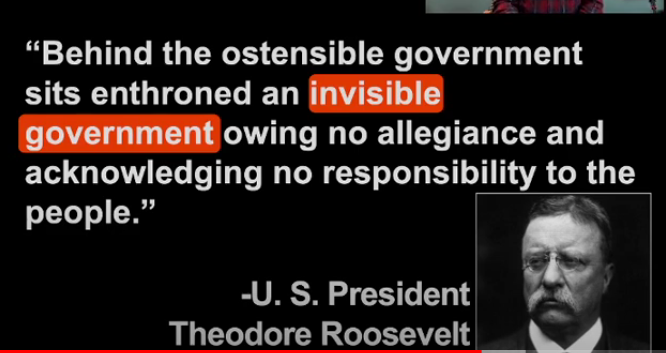 “Behind the ostensible government
sits enthroned an invisible
government owing no allegiance and
acknowledging no responsibility to the
people.”
-U. S. President
Theodore Roosevelt